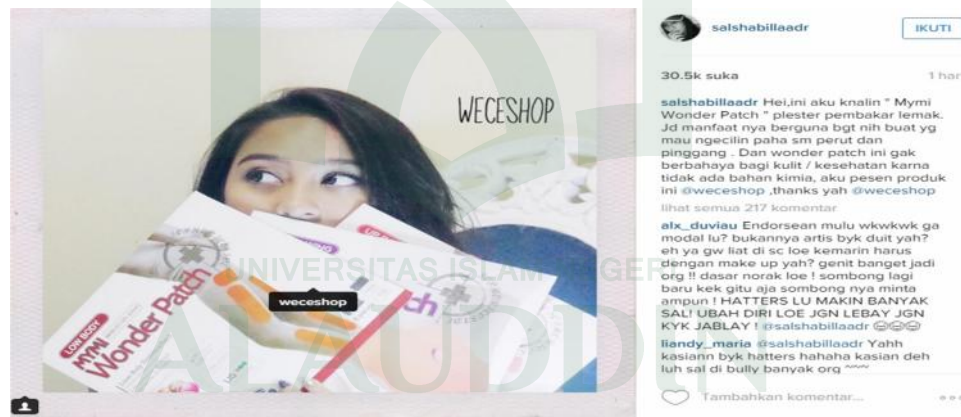 WECESHOP
LOW BODY
MYMI
Wonder Patch
weceshop
UNIVERSITAS ISLAM NEGERI
ALAUDDIN
salshabillaadr
IKUTI
30.5k suka
1 hari
salshabillaadr Hei,ini aku knalin " Mymi
Wonder Patch " plester pembakar lemak.
Jd manfaat nya berguna bgt nih buat yg
mau ngecilin paha sm perut dan
pinggang . Dan wonder patch ini gak
berbahaya bagi kulit / kesehatan karna
tidak ada bahan kimia, aku pesen produk
ini @weceshop ,thanks yah @weceshop
lihat semua 217 komentar
alx_duviau Endorsean mulu wkwkwk ga
modal lu? bukannya artis byk duit yah?
eh ya gw liat di sc loe kemarin harus
dengan make up yah? genit banget jadi
org !! dasar norak loe ! sombong lagi
baru kek gitu aja sombong nya minta
ampun ! HATTERS LU MAKIN BANYAK
SAL! UBAH DIRI LOE JGN LEBAY JGN
KYK JABLAY ! @salshabillaadr 😄😄😄
liandy_maria @salshabillaadr Yahh
kasiann byk hatters hahaha kasian deh
luh sal di bully banyak org ^^^^
Tambahkan komentar...